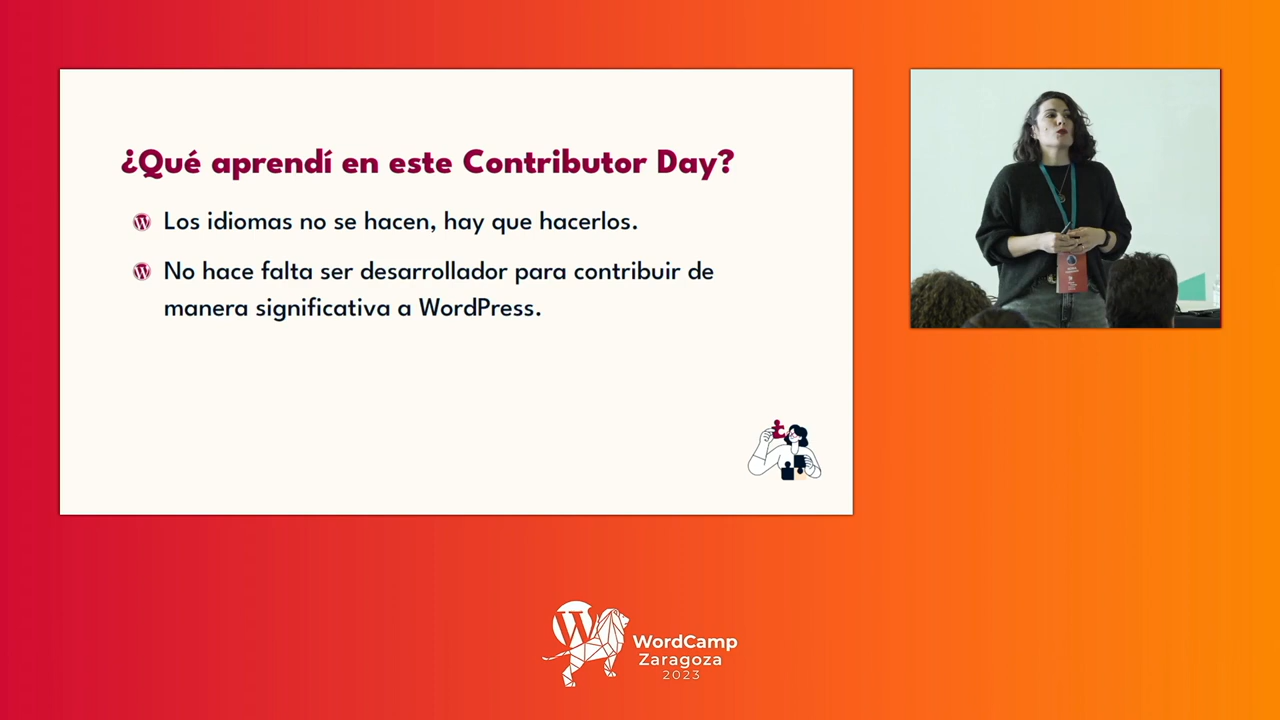 ¿Qué aprendí en este Contributor Day?
Los idiomas no se hacen, hay que hacerlos.
No hace falta ser desarrollador para contribuir de
manera significativa a WordPress.
WordCamp
Zaragoza
2023